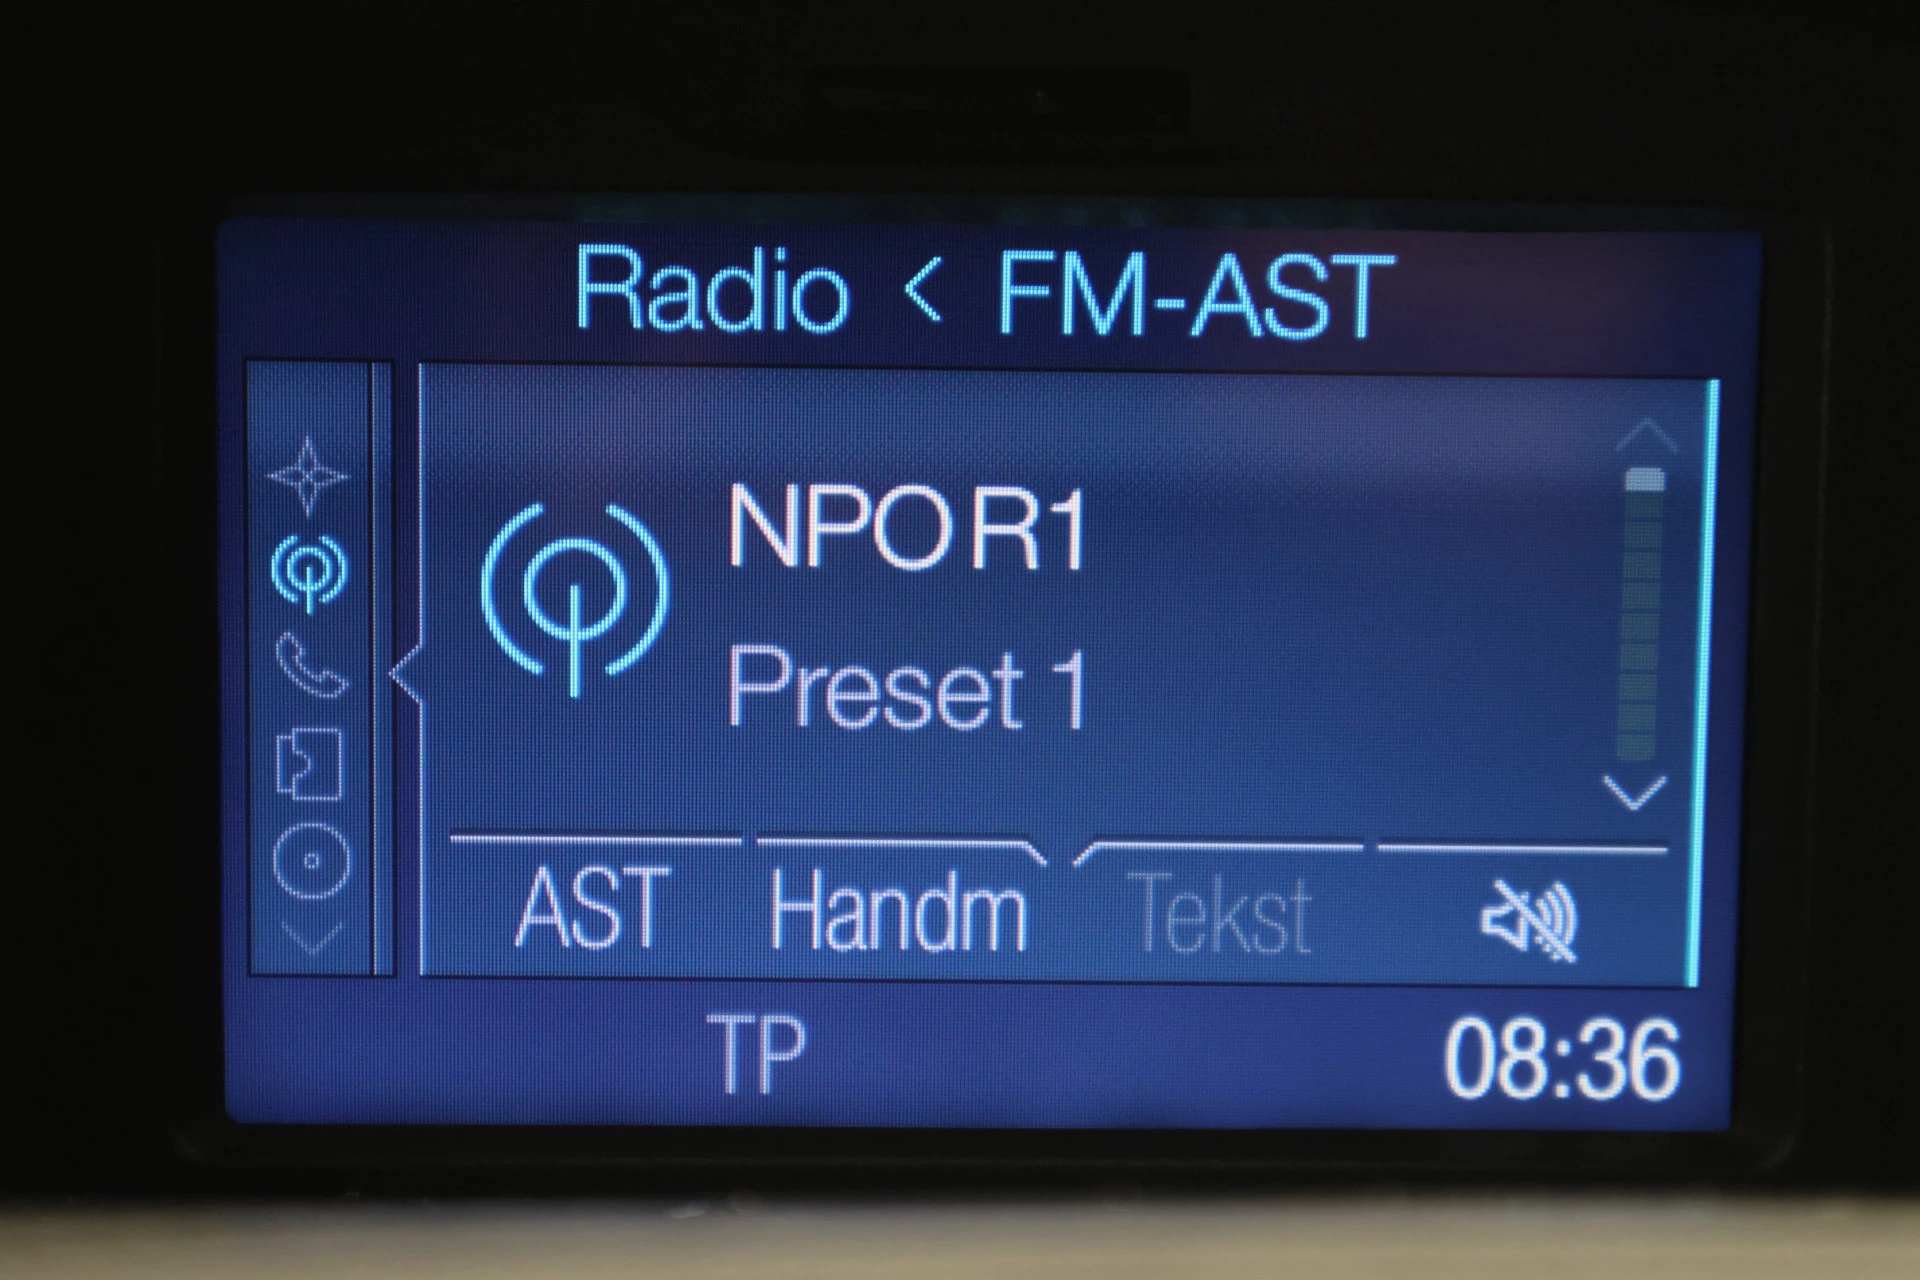 Radio < FM-AST
NPO R1
Preset 1
AST Handm Tekst
TP 08:36